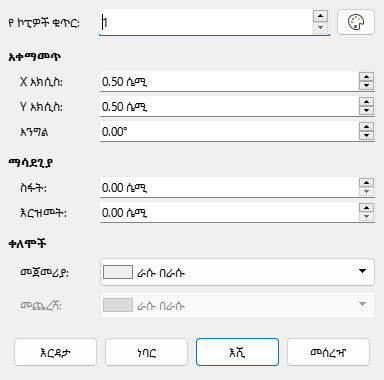 የ ኮፒዎች ቁጥር: 1
አቀማመጥ
X አክሲስ: 0.50 ሴሚ
Y አክሲስ: 0.50 ሴሚ
አንግል 0.00°
ማሳደጊያ
ስፋት: 0.00 ሴሚ
እርዝመት: 0.00 ሴሚ
ቀለሞች
መጀመሪያ: ራሱ በራሱ
መጨረሻ: ራሱ በራሱ
እርዳታ ነባር እሺ መሰረዣ